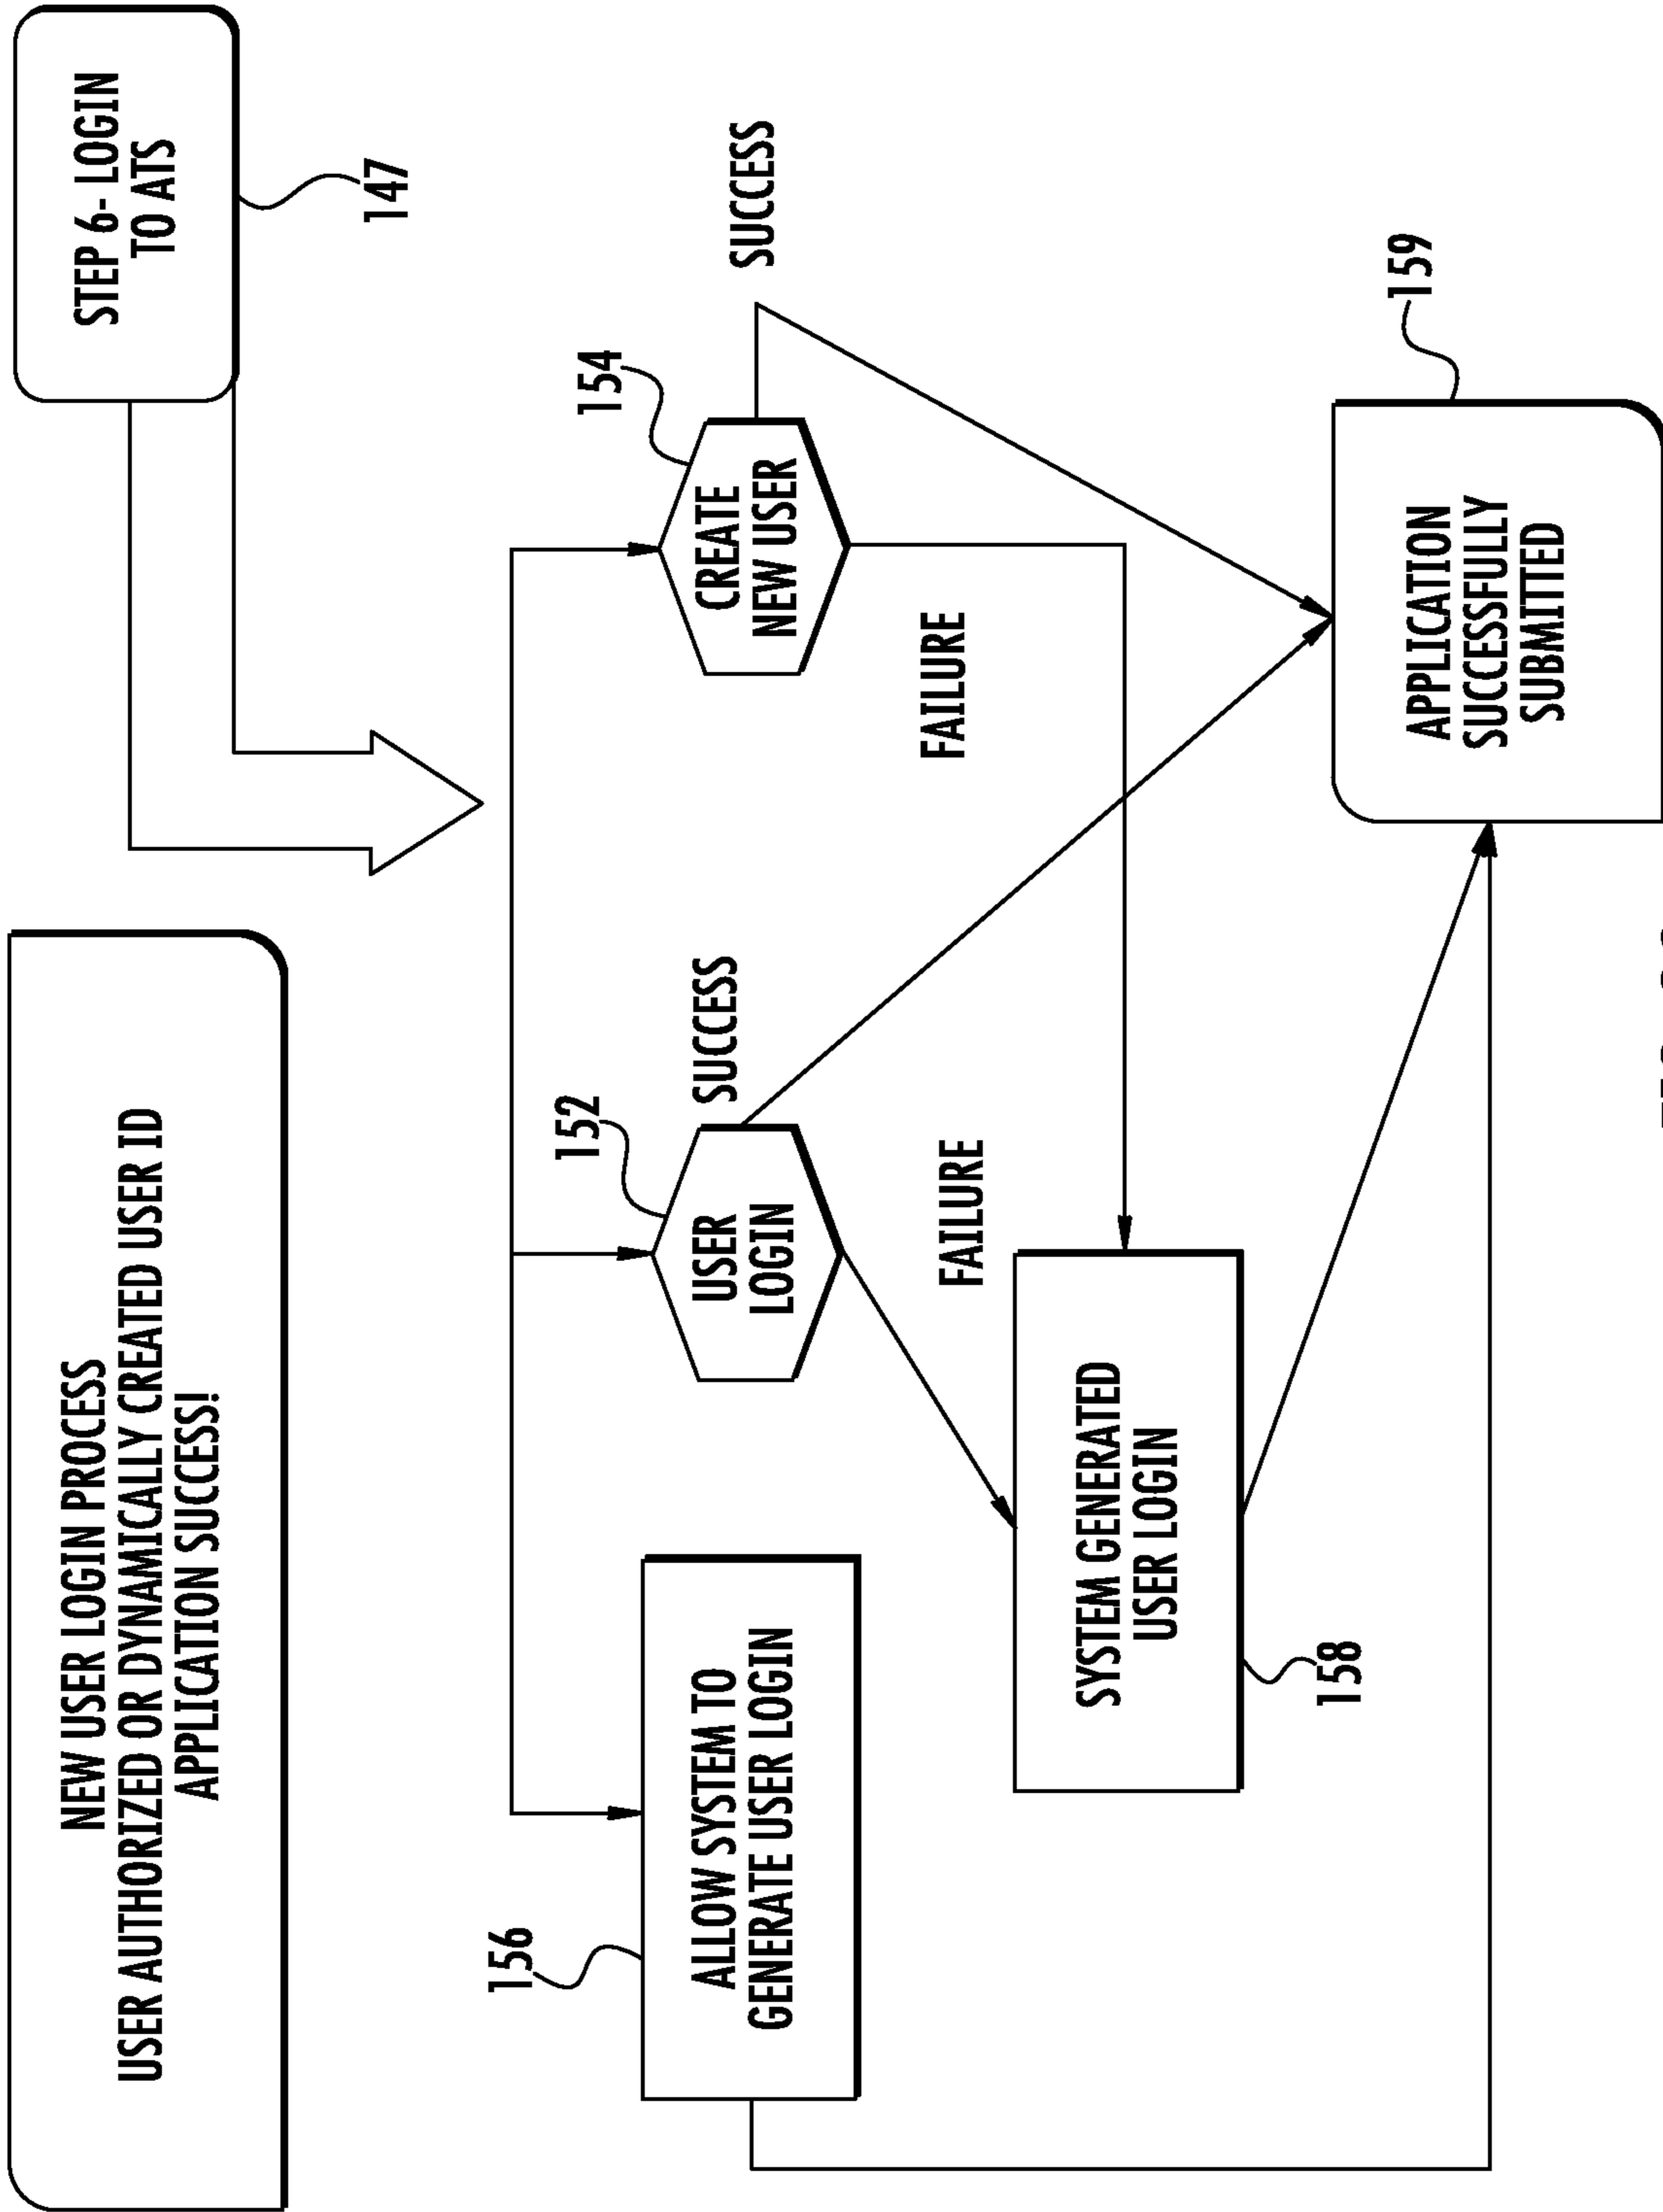 NEW USER LOGIN PROCESS
USER AUTHORIZED OR DYNAMICALLY CREATED USER ID
APPLICATION SUCCESS!
STEP 6- LOGIN
TO ATS
147
156
152
154
ALLOW SYSTEM TO
GENERATE USER LOGIN
USER
LOGIN
SUCCESS
CREATE
NEW USER
SUCCESS
FAILURE
FAILURE
SYSTEM GENERATED
USER LOGIN
158
159
APPLICATION
SUCCESSFULLY
SUBMITTED